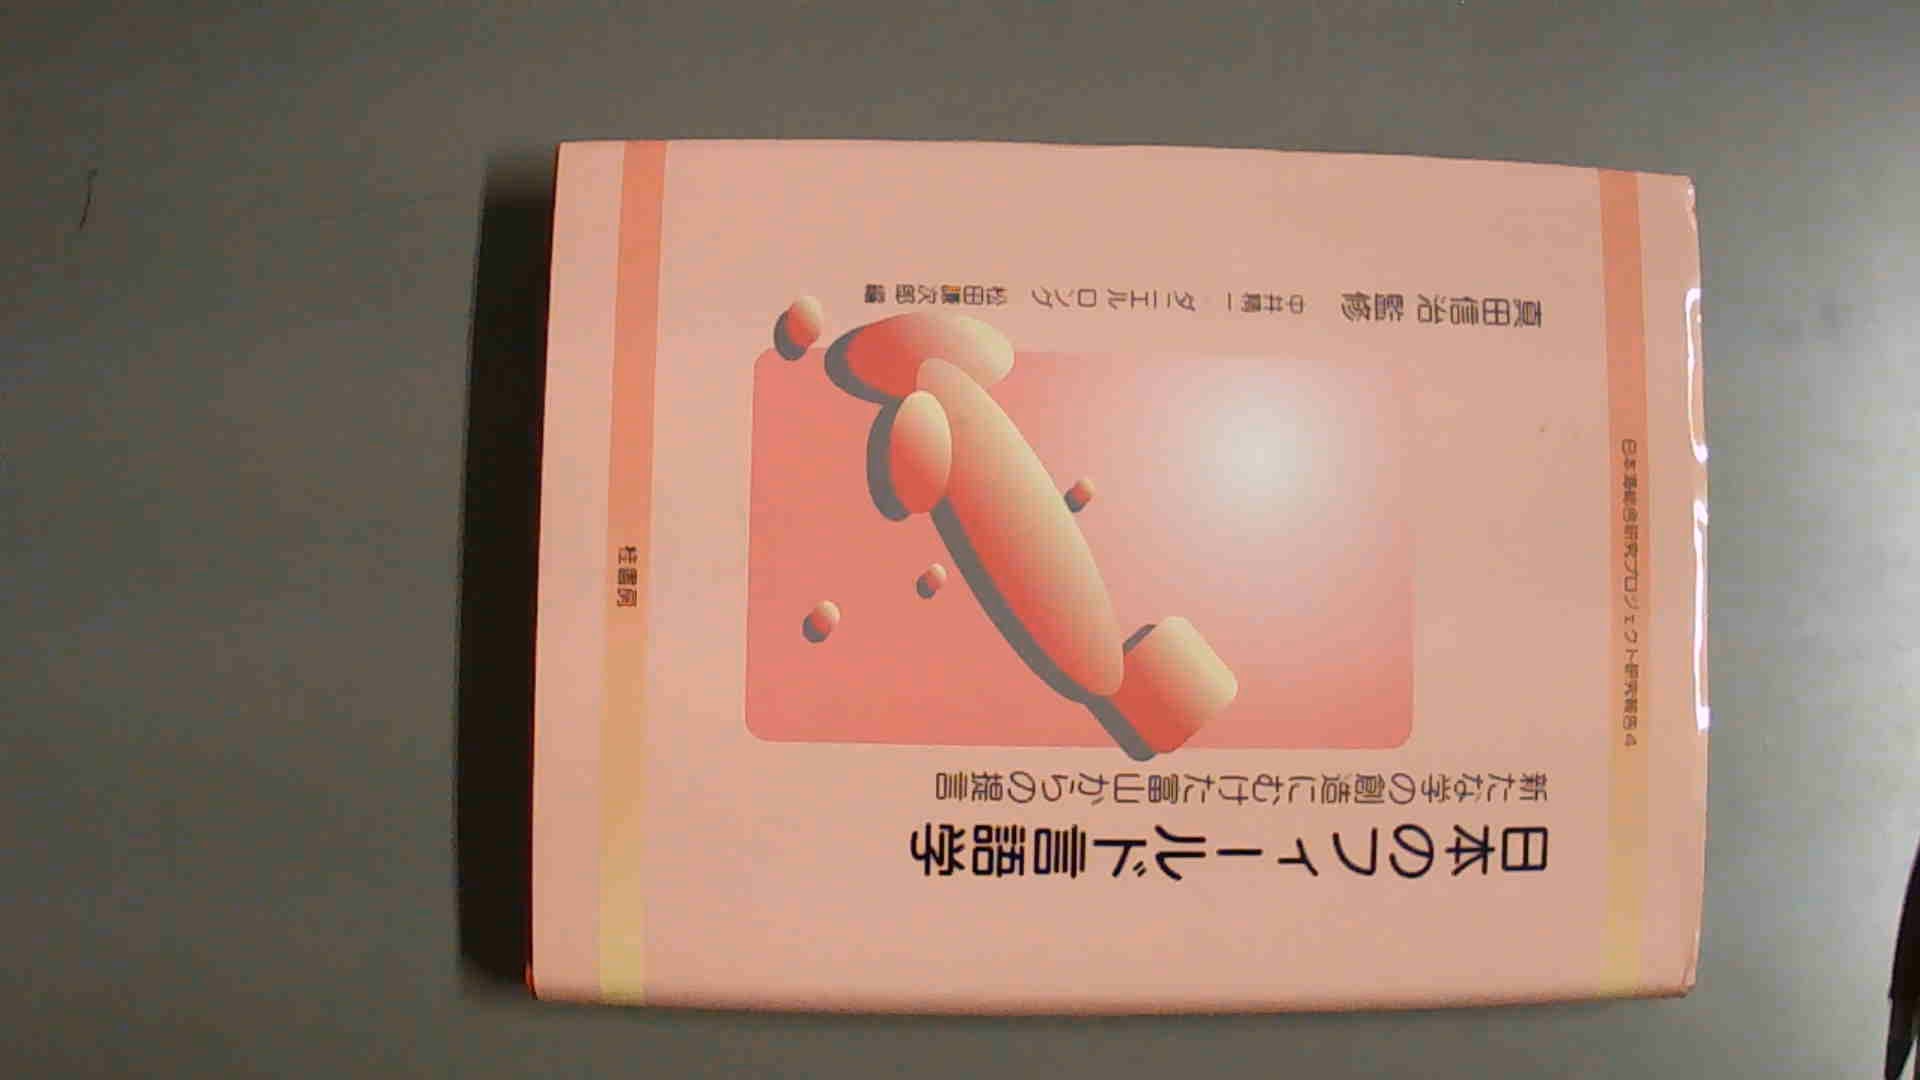 日本海総合研究プロジェクト研究報告4
日本のフィールド言語学
新たな学の創造にむけた富山からの提言
真田信治 監修
中井精一 ダニエル ロング 松田謙次郎 編
桂書房